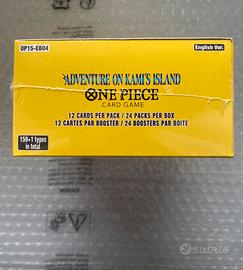 OP15-EB04
English Ver.
ADVENTURE ON KAMI'S ISLAND
ONE PIECE
CARD GAME
12 CARDS PER PACK / 24 PACKS PER BOX
12 CARTES PAR BOOSTER / 24 BOOSTERS PAR BOITE
159+1 types
in total
subito